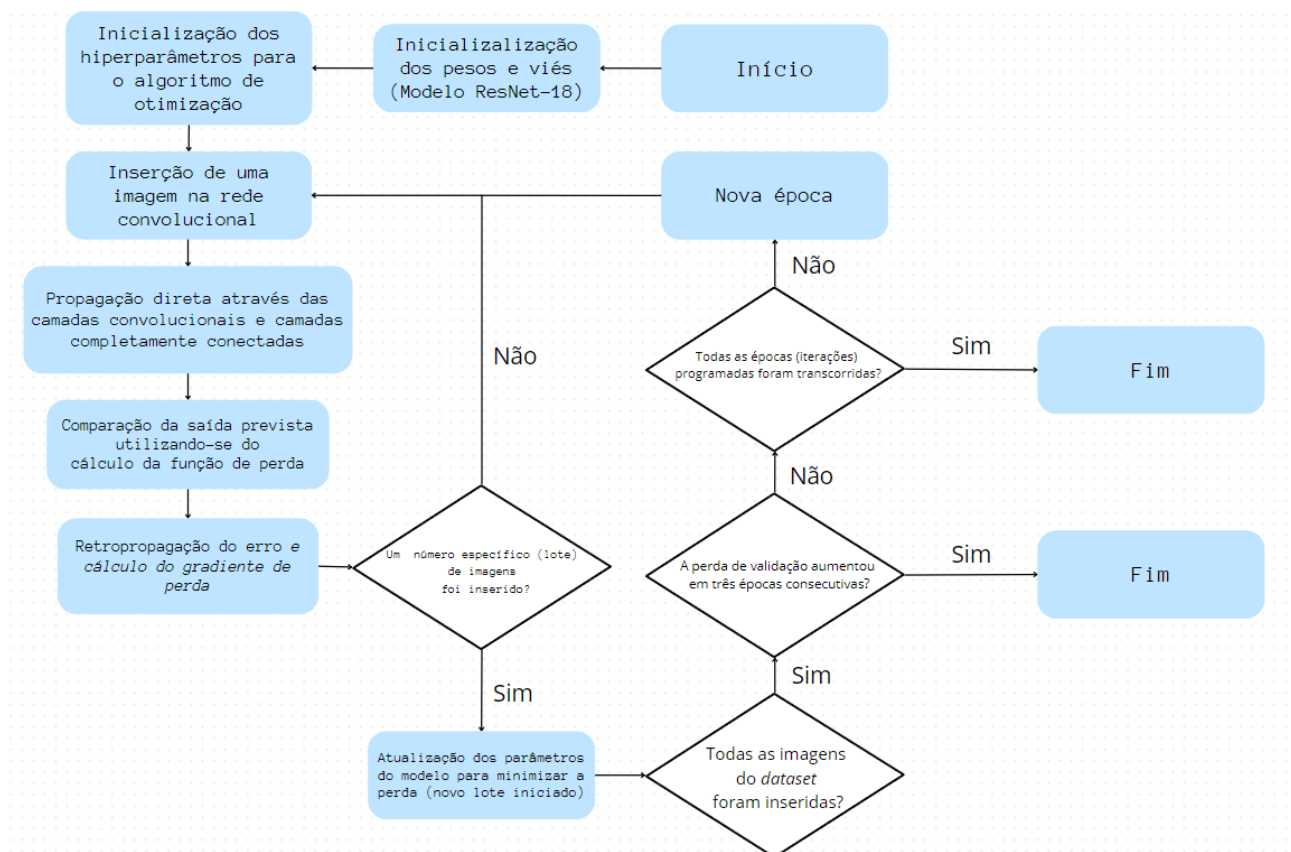 Início
Inicializalização
dos pesos e viés
(Modelo ResNet-18)
Inicialização dos
hiperparâmetros para
o algoritmo de
otimização
Inserção de uma
imagem na rede
convolucional
Propagação direta através das
camadas convolucionais e camadas
completamente conectadas
Comparação da saída prevista
utilizando-se do
cálculo da função de perda
Retropropagação do erro e
cálculo do gradiente de
perda
Um número específico (lote)
de imagens
foi inserido?
Não
Sim
Atualização dos parâmetros
do modelo para minimizar a
perda (novo lote iniciado)
Todas as imagens
do dataset
foram inseridas?
Sim
A perda de validação aumentou
em três épocas consecutivas?
Sim
Fim
Não
Todas as épocas (iterações)
programadas foram transcorridas?
Sim
Fim
Não
Nova época